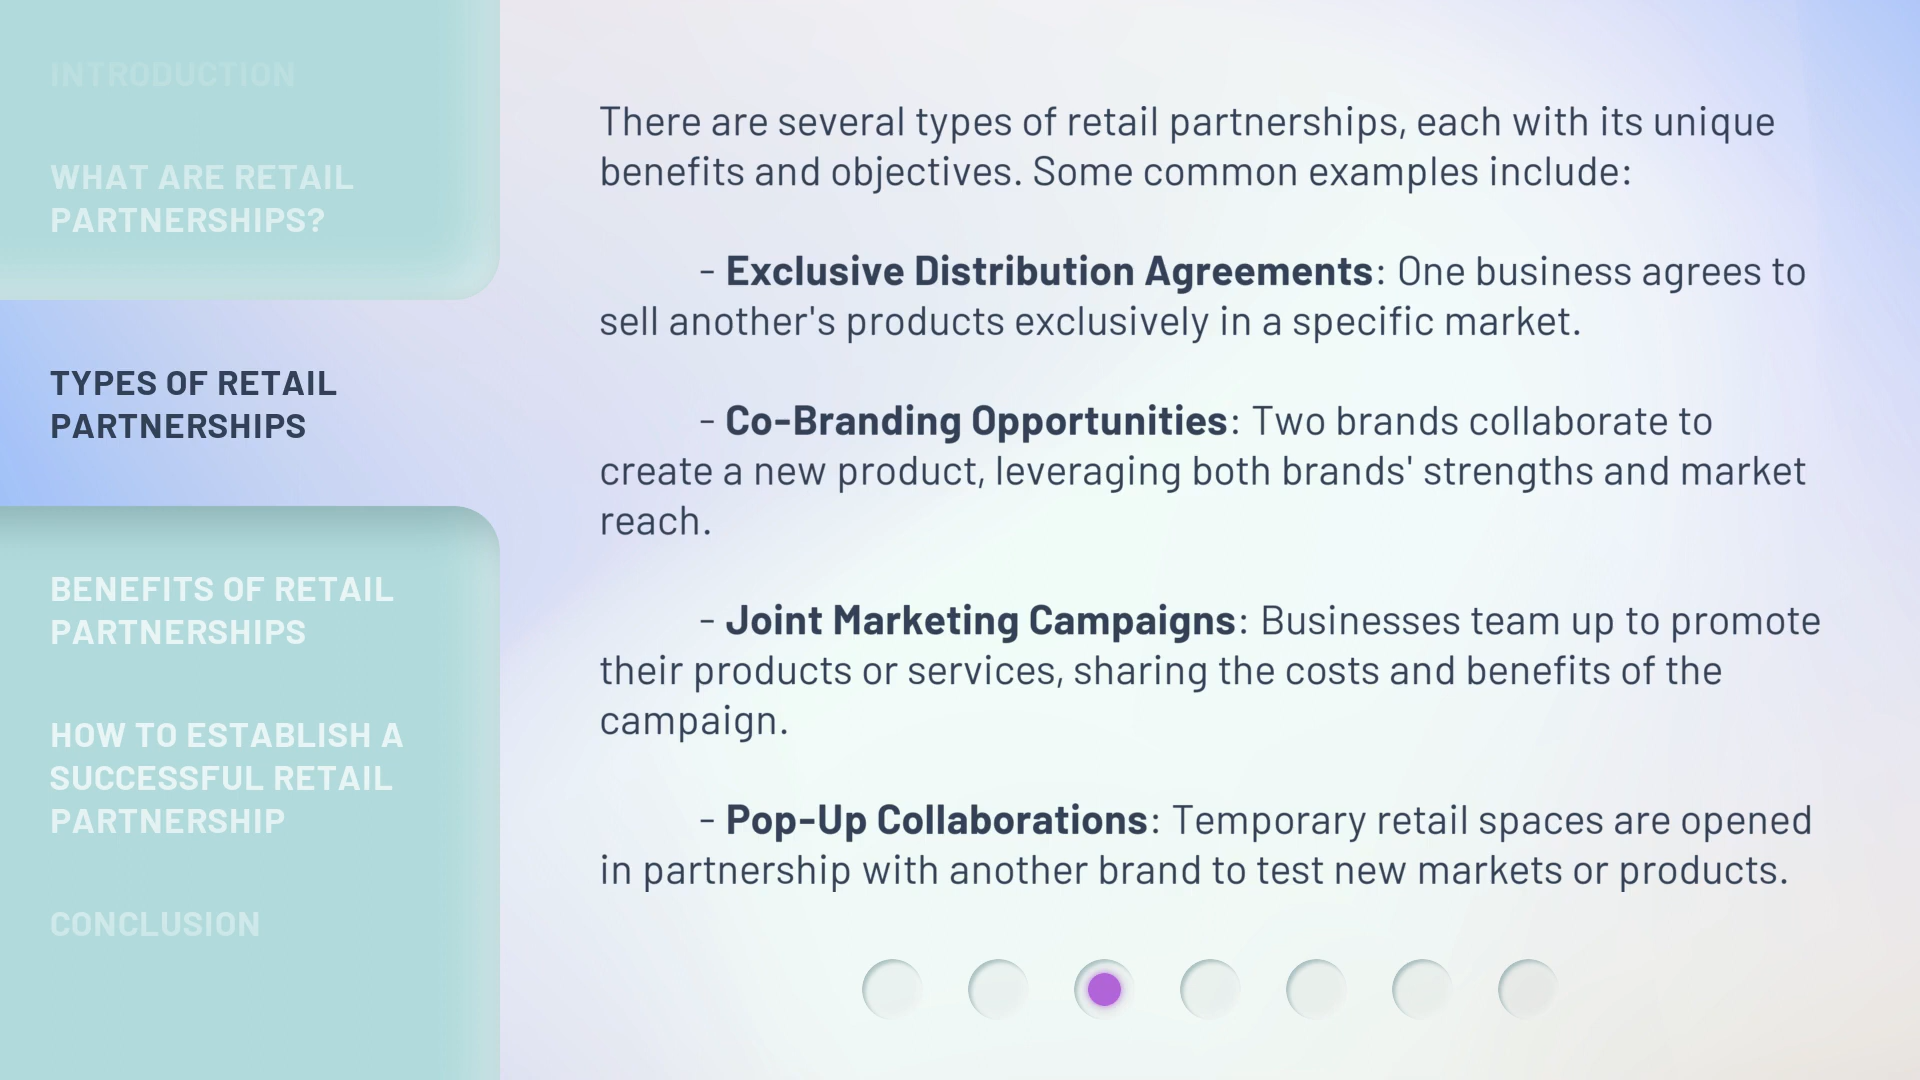 INTRODUCTION
WHAT ARE RETAIL
PARTNERSHIPS?
TYPES OF RETAIL
PARTNERSHIPS
BENEFITS OF RETAIL
PARTNERSHIPS
HOW TO ESTABLISH A
SUCCESSFUL RETAIL
PARTNERSHIP
CONCLUSION
There are several types of retail partnerships, each with its unique
benefits and objectives. Some common examples include:
- Exclusive Distribution Agreements: One business agrees to
sell another's products exclusively in a specific market.
- Co-Branding Opportunities: Two brands collaborate to
create a new product, leveraging both brands' strengths and market
reach.
- Joint Marketing Campaigns: Businesses team up to promote
their products or services, sharing the costs and benefits of the
campaign.
- Pop-Up Collaborations: Temporary retail spaces are opened
in partnership with another brand to test new markets or products.